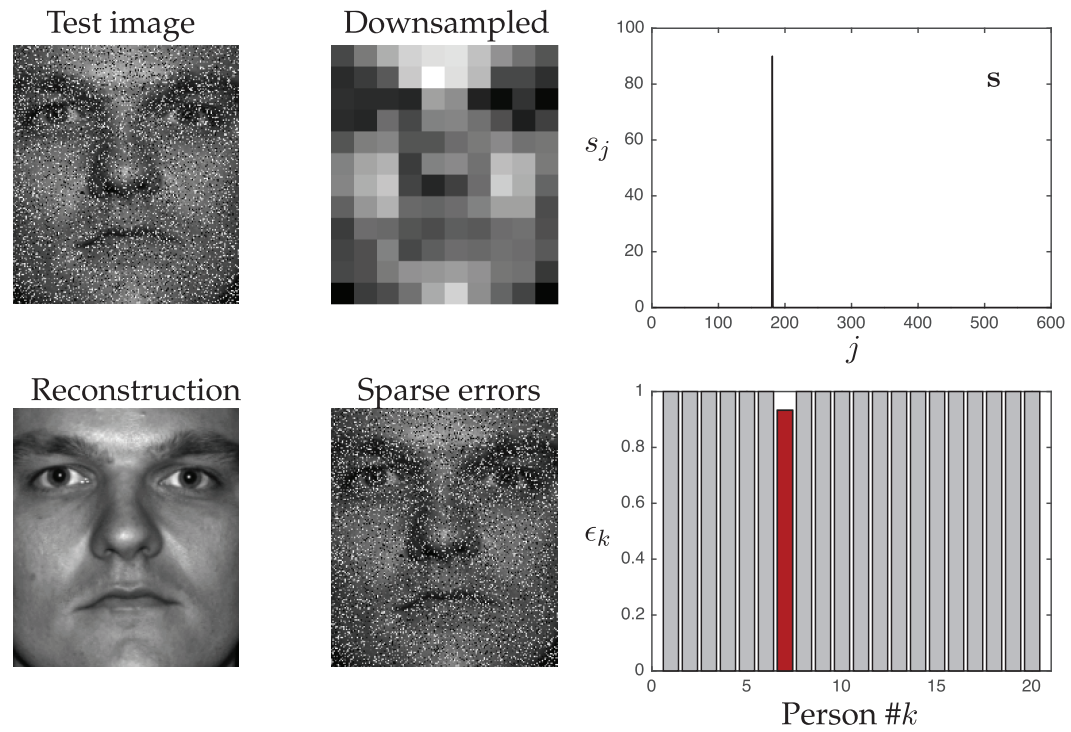 Test image
Downsampled
100
80
60
40
20
0
s_j
s
0 100 200 300 400 500 600
j
Reconstruction
Sparse errors
1
0.8
0.6
0.4
0.2
0
ϵ_k
0 5 10 15 20
Person #k